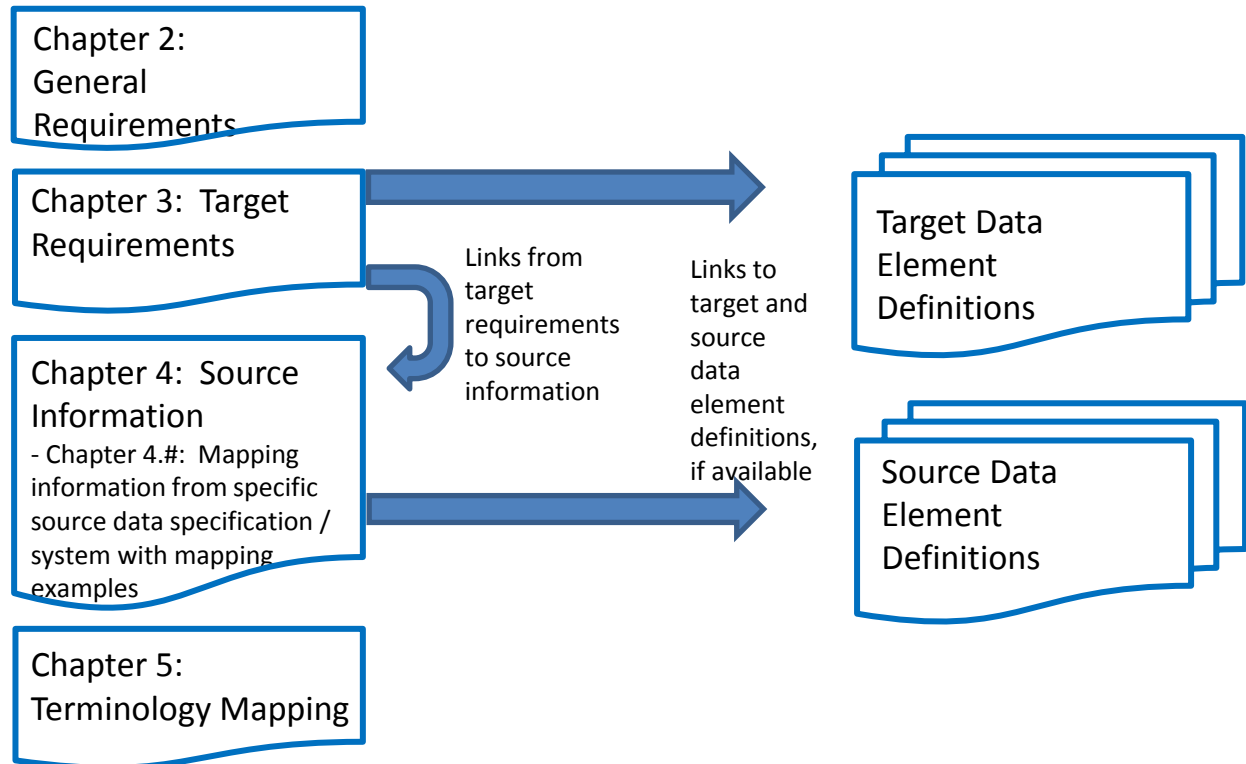 Chapter 2:
General
Requirements
Chapter 3:  Target
Requirements
Links from
target
requirements
to source
information
Chapter 4:  Source
Information
- Chapter 4.#:  Mapping
information from specific
source data specification /
system with mapping
examples
Chapter 5:
Terminology Mapping
Links to
target and
source
data
element
definitions,
if available
Target Data
Element
Definitions
Source Data
Element
Definitions